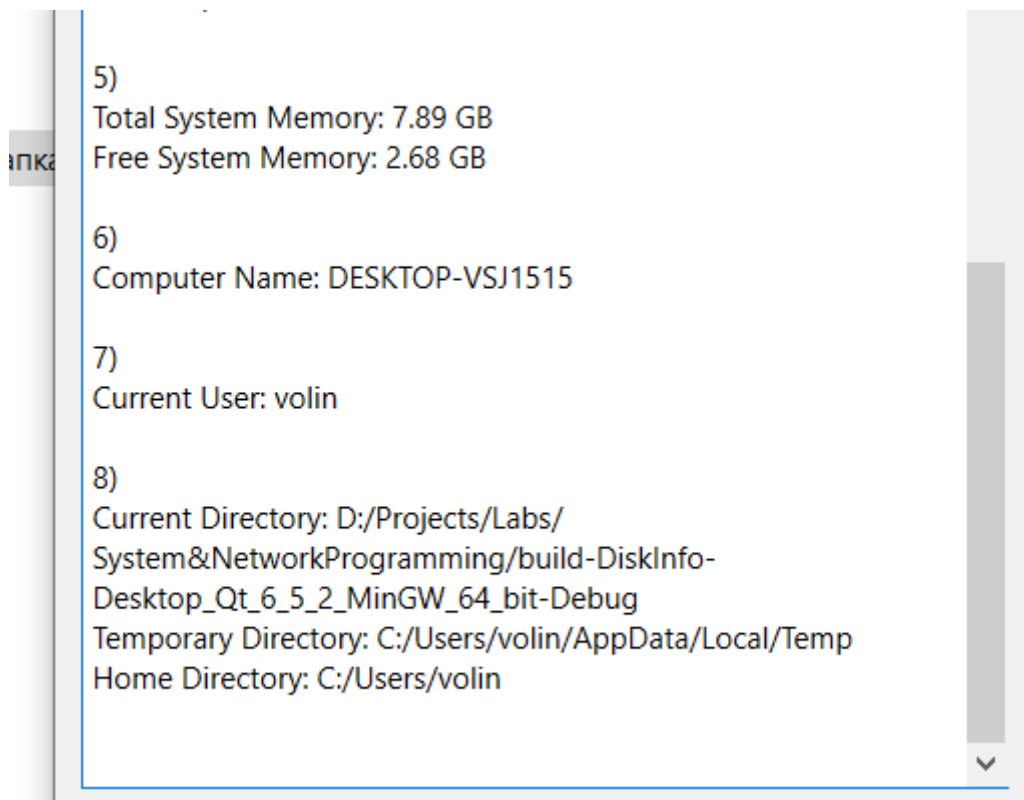 5)
Total System Memory: 7.89 GB
Free System Memory: 2.68 GB
6)
Computer Name: DESKTOP-VSJ1515
7)
Current User: volin
8)
Current Directory: D:/Projects/Labs/
System&NetworkProgramming/build-DiskInfo-
Desktop_Qt_6_5_2_MinGW_64_bit-Debug
Temporary Directory: C:/Users/volin/AppData/Local/Temp
Home Directory: C:/Users/volin